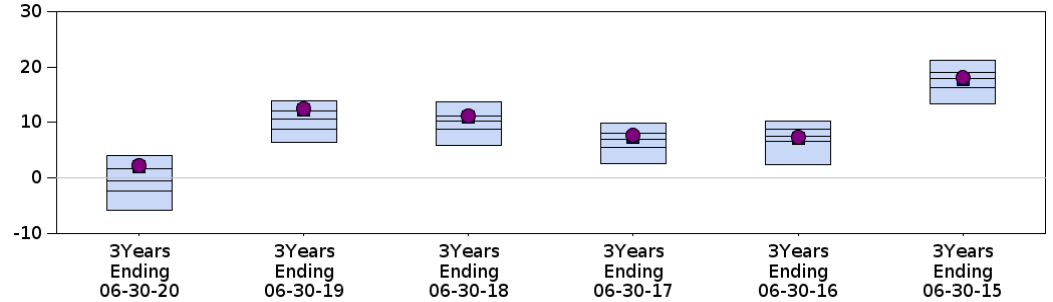 30
20
10
0
-10
3Years
Ending
06-30-20
3Years
Ending
06-30-19
3Years
Ending
06-30-18
3Years
Ending
06-30-17
3Years
Ending
06-30-16
3Years
Ending
06-30-15